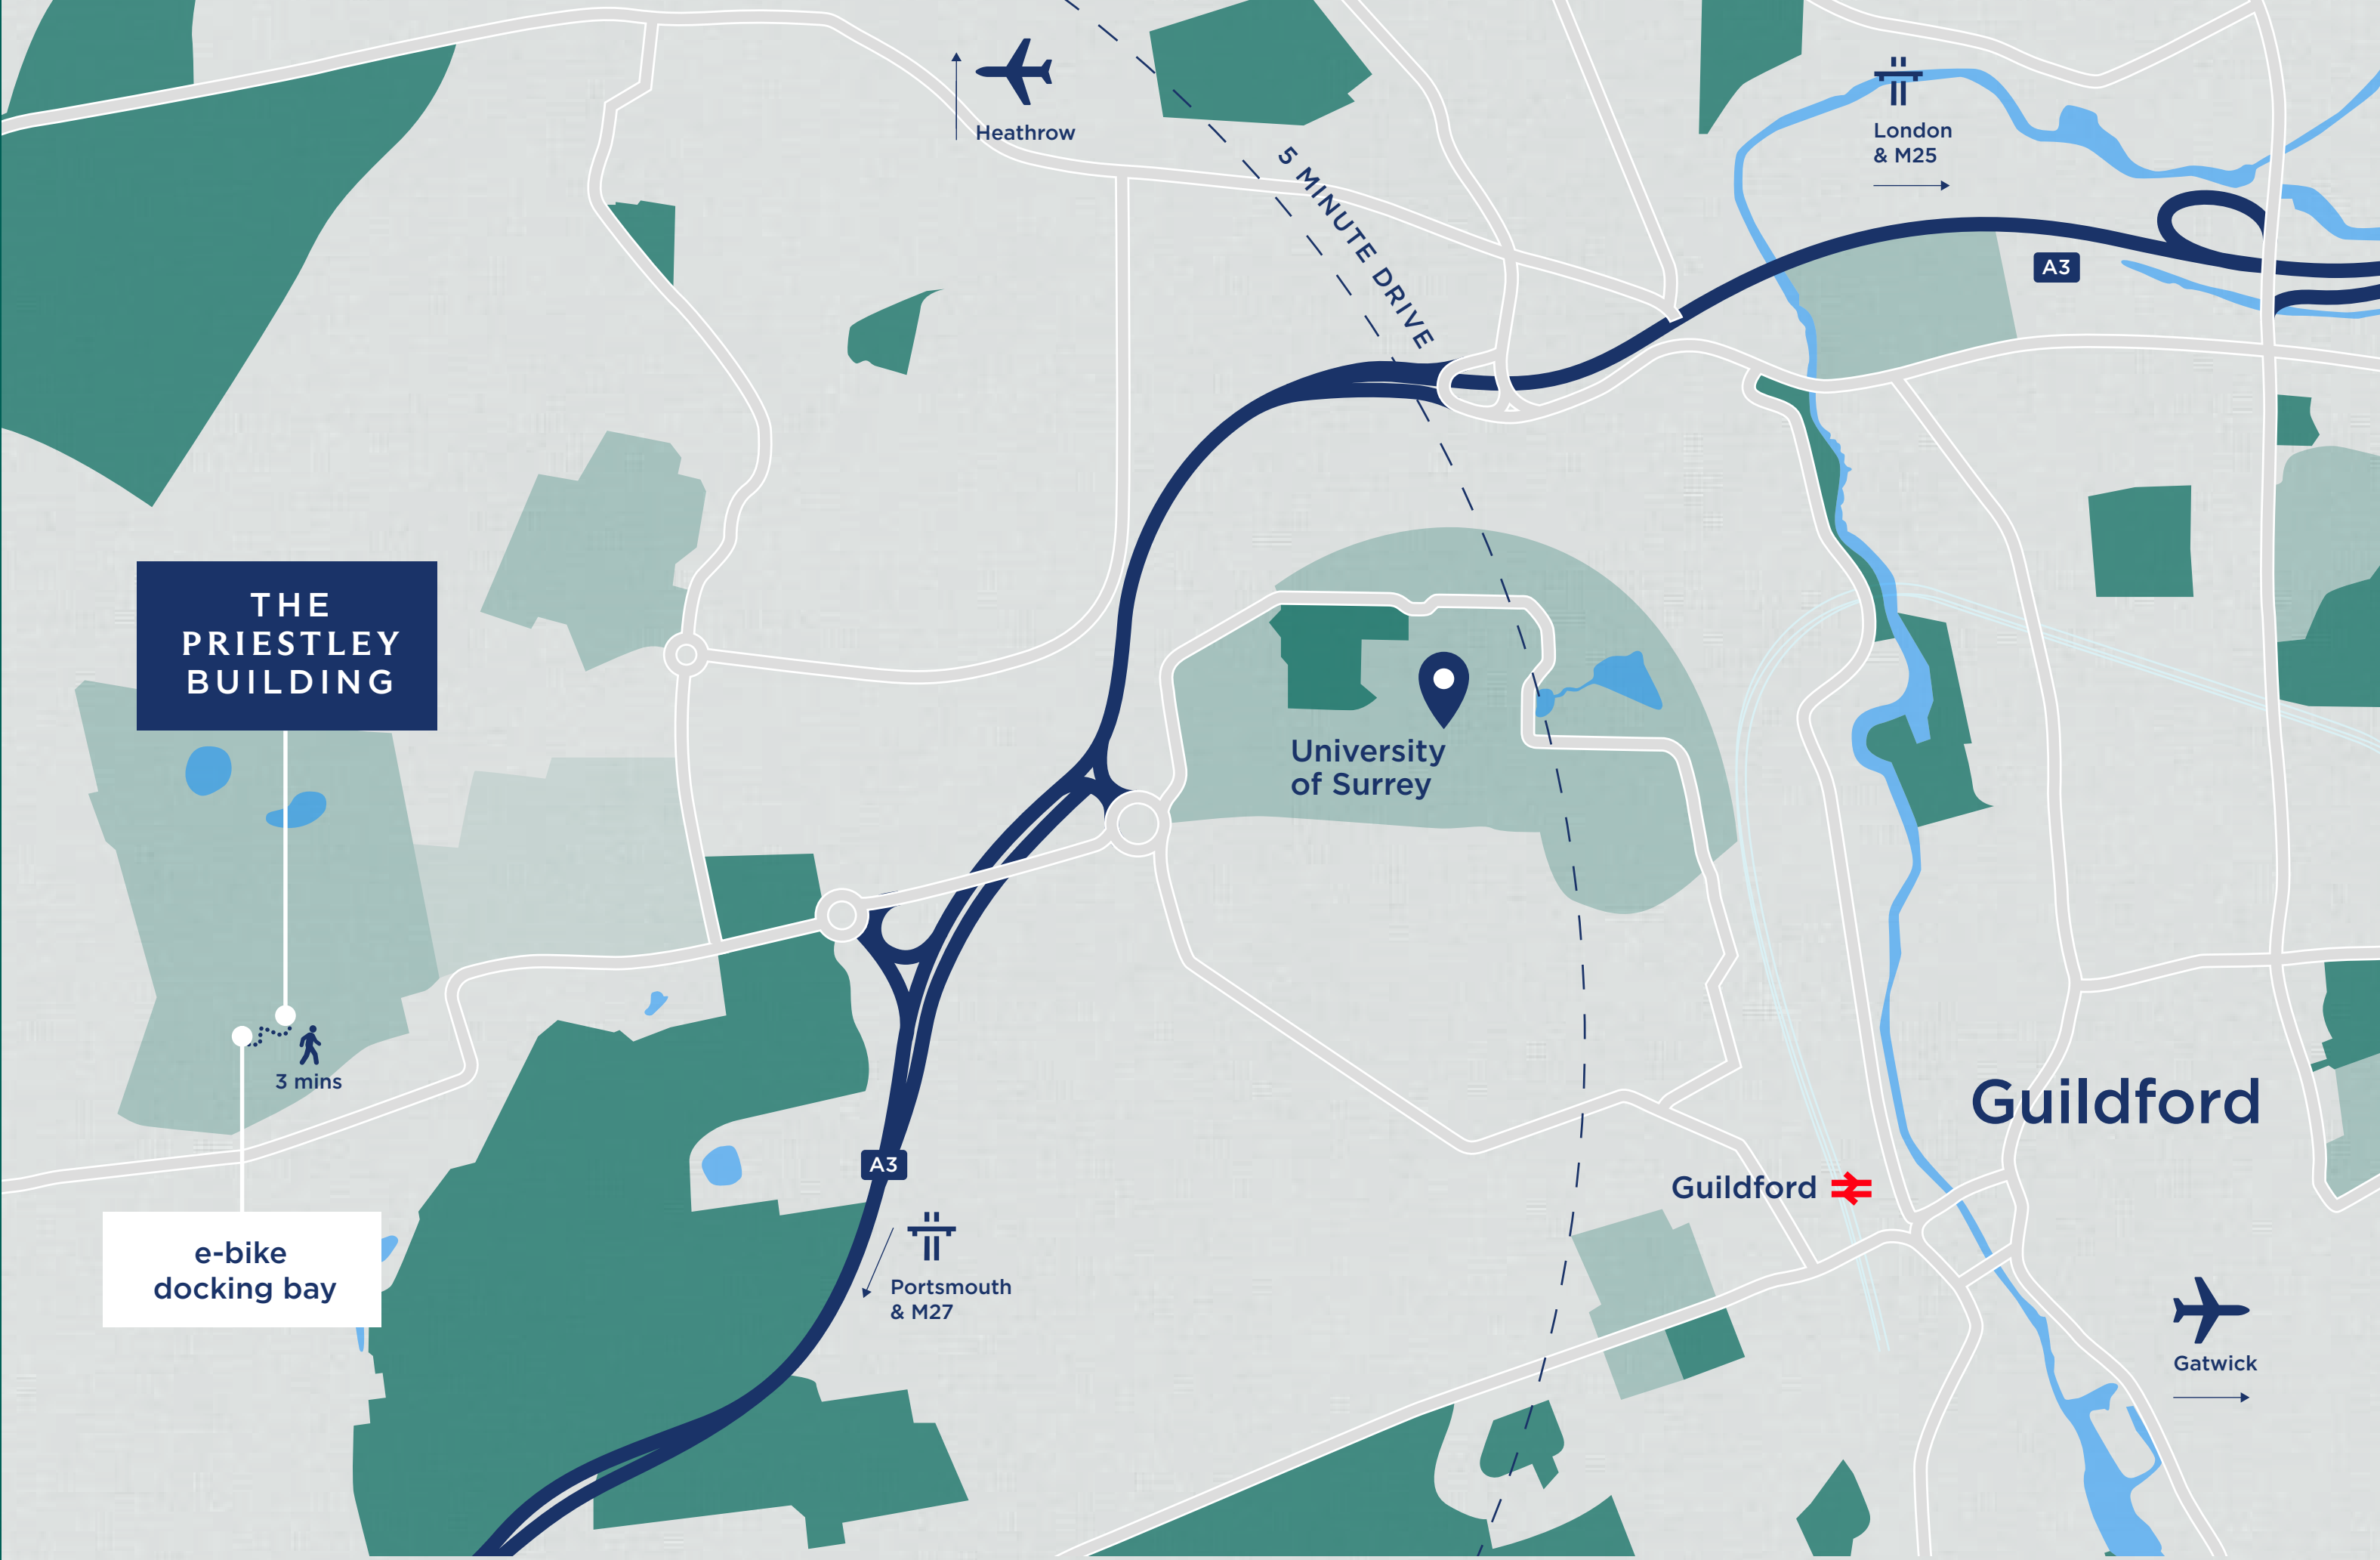 Heathrow
5 MINUTE DRIVE
London
& M25
A3
THE
PRIESTLEY
BUILDING
University
of Surrey
3 mins
Guildford
A3
Guildford
e-bike
docking bay
Portsmouth
& M27
Gatwick